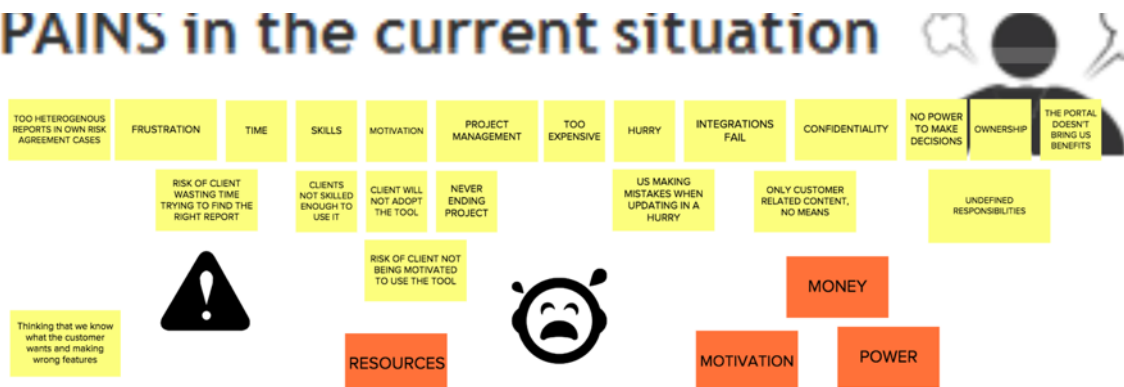 PAINS in the current situation
TOO HETEROGENOUS
REPORTS IN OWN RISK
AGREEMENT CASES
FRUSTRATION
TIME
SKILLS
MOTIVATION
PROJECT
MANAGEMENT
TOO
EXPENSIVE
HURRY
INTEGRATIONS
FAIL
CONFIDENTIALITY
NO POWER
TO MAKE
DECISIONS
OWNERSHIP
THE PORTAL
DOESN'T
BRING US
BENEFITS
RISK OF CLIENT
WASTING TIME
TRYING TO FIND THE
RIGHT REPORT
CLIENTS
NOT SKILLED
ENOUGH TO
USE IT
CLIENT WILL
NOT ADOPT
THE TOOL
NEVER
ENDING
PROJECT
US MAKING
MISTAKES WHEN
UPDATING IN A
HURRY
ONLY CUSTOMER
RELATED CONTENT,
NO MEANS
UNDEFINED
RESPONSIBILITIES
RISK OF CLIENT NOT
BEING MOTIVATED
TO USE THE TOOL
MONEY
Thinking that we know
what the customer
wants and making
wrong features
RESOURCES
MOTIVATION
POWER